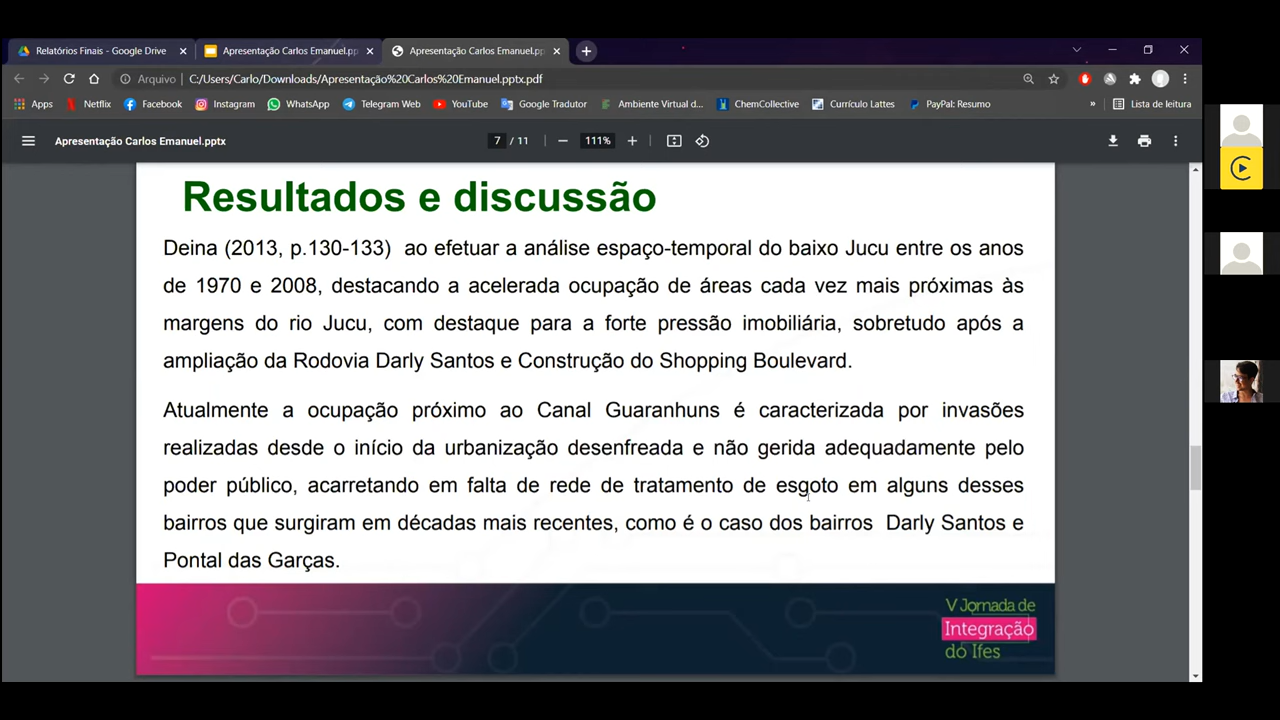 Relatórios Finais - Google Drive
Apresentação Carlos Emanuel.pp
Apresentação Carlos Emanuel.pp
Arquivo
C:/Users/Carlo/Downloads/Apresentação%20Carlos%20Emanuel.pptx.pdf
Apps
Netflix
Facebook
Instagram
WhatsApp
Telegram Web
YouTube
Google Tradutor
Ambiente Virtual d...
ChemCollective
Currículo Lattes
PayPal: Resumo
»
Lista de leitura
Apresentação Carlos Emanuel.pptx
7 / 11
111%
Resultados e discussão
Deina (2013, p.130-133) ao efetuar a análise espaço-temporal do baixo Jucu entre os anos
de 1970 e 2008, destacando a acelerada ocupação de áreas cada vez mais próximas às
margens do rio Jucu, com destaque para a forte pressão imobiliária, sobretudo após a
ampliação da Rodovia Darly Santos e Construção do Shopping Boulevard.
Atualmente a ocupação próximo ao Canal Guaranhuns é caracterizada por invasões
realizadas desde o início da urbanização desenfreada e não gerida adequadamente pelo
poder público, acarretando em falta de rede de tratamento de esgoto em alguns desses
bairros que surgiram em décadas mais recentes, como é o caso dos bairros Darly Santos e
Pontal das Garças.
V Jornada de
Integração
do Ifes